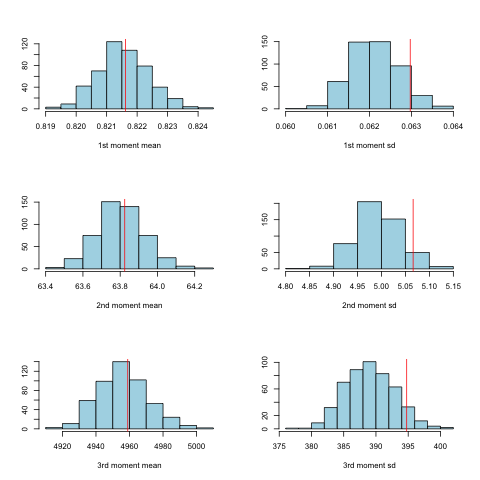 0 40 80 120
0.819 0.820 0.821 0.822 0.823 0.824
1st moment mean
0 50 100 150
0.060 0.061 0.062 0.063 0.064
1st moment sd
0 50 100 150
63.4 63.6 63.8 64.0 64.2
2nd moment mean
0 50 150
4.80 4.85 4.90 4.95 5.00 5.05 5.10 5.15
2nd moment sd
0 40 80 120
4920 4940 4960 4980 5000
3rd moment mean
0 20 60 100
375 385 390 395 400
3rd moment sd